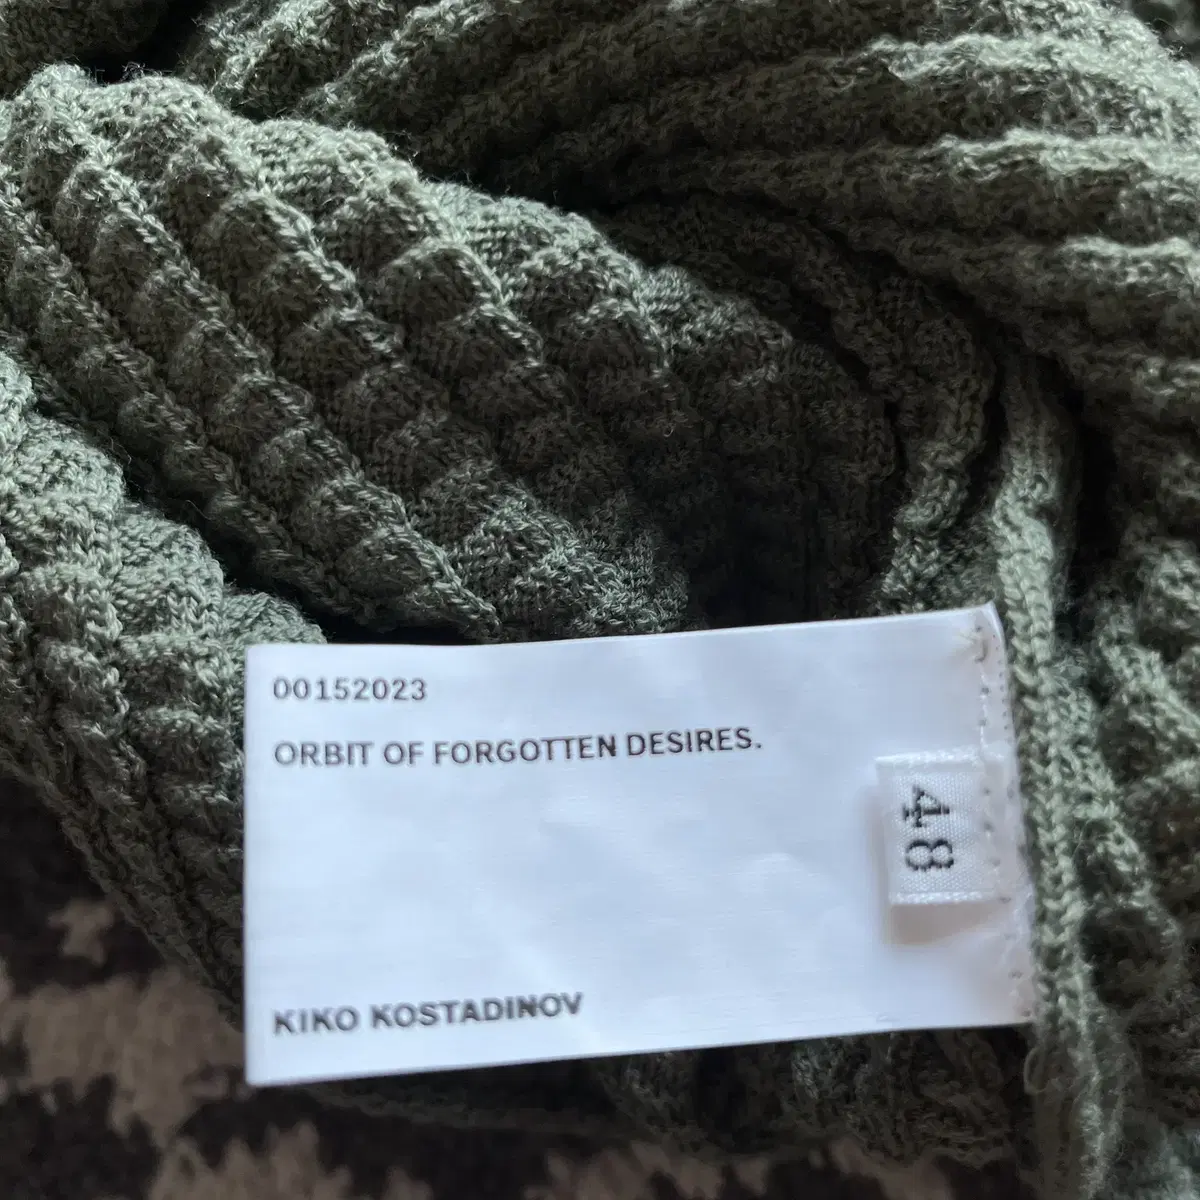 00152023
ORBIT OF FORGOTTEN DESIRES.
48
KIKO KOSTADINOV